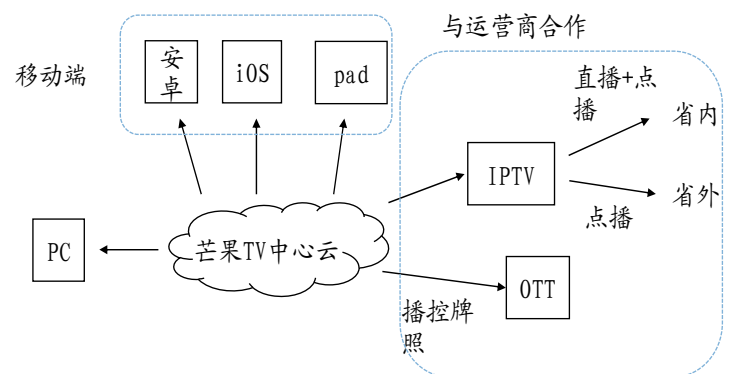 与运营商合作
移动端
安
卓
iOS
pad
直播+点
播
省内
IPTV
省外
点播
PC
芒果TV中心云
OTT
播控牌
照